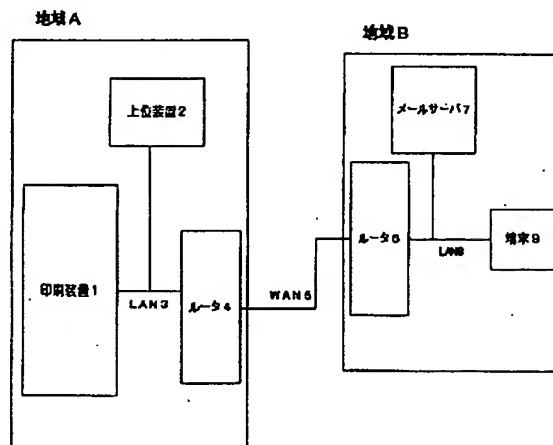 地域A
地域B
上位装置2
メールサーバ7
印刷装置1
LAN3
ルータ4
WAN5
ルータ6
LAN8
端末9